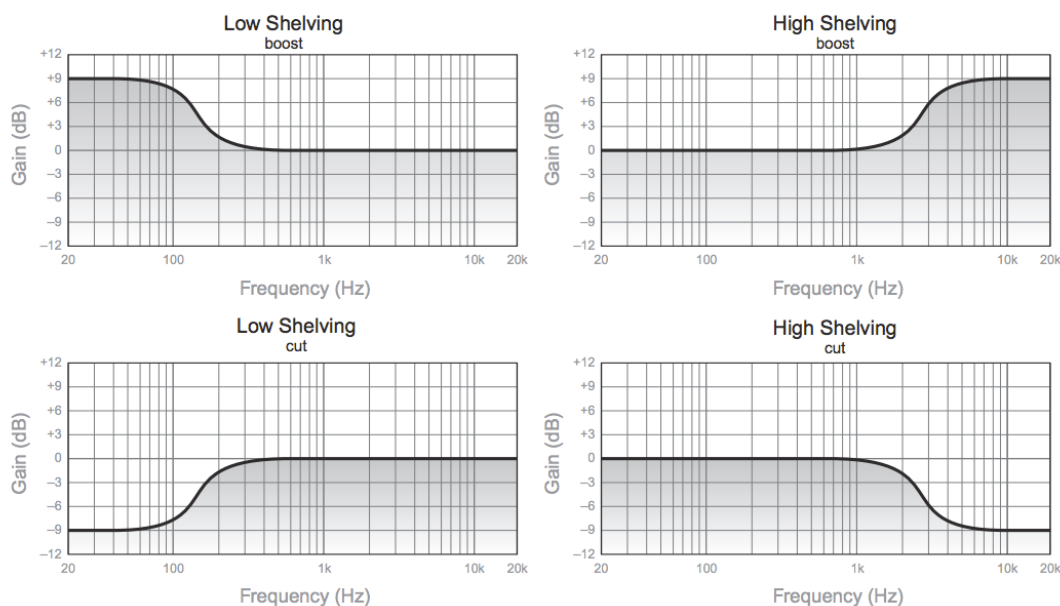 Low Shelving
boost
+12
+9
+6
+3
0
–3
–6
–9
–12
Gain (dB)
20 100 1k 10k 20k
Frequency (Hz)
High Shelving
boost
+12
+9
+6
+3
0
–3
–6
–9
–12
Gain (dB)
20 100 1k 10k 20k
Frequency (Hz)
Low Shelving
cut
+12
+9
+6
+3
0
–3
–6
–9
–12
Gain (dB)
20 100 1k 10k 20k
Frequency (Hz)
High Shelving
cut
+12
+9
+6
+3
0
–3
–6
–9
–12
Gain (dB)
20 100 1k 10k 20k
Frequency (Hz)